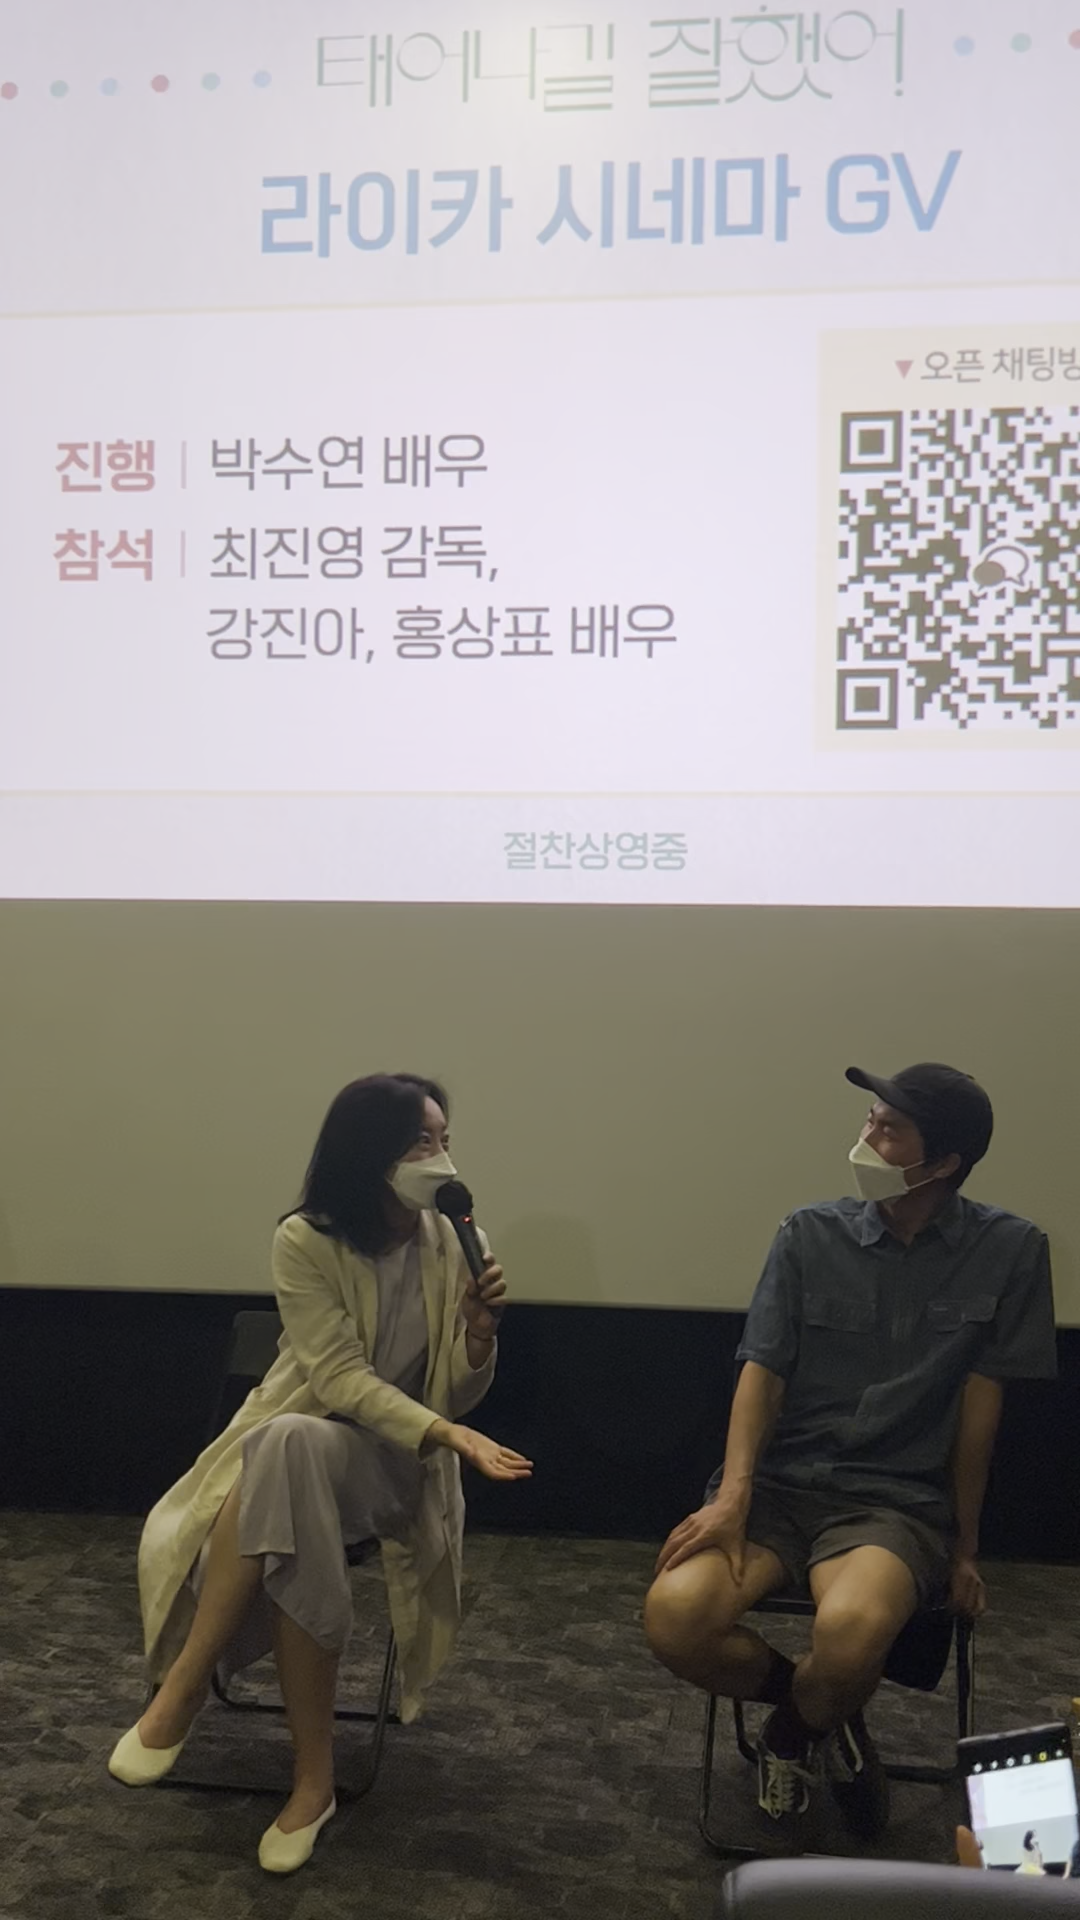 태어나길 잘했어!
라이카 시네마 GV
▼ 오픈 채팅방
진행 | 박수연 배우
참석 | 최진영 감독,
강진아, 홍상표 배우
절찬상영중